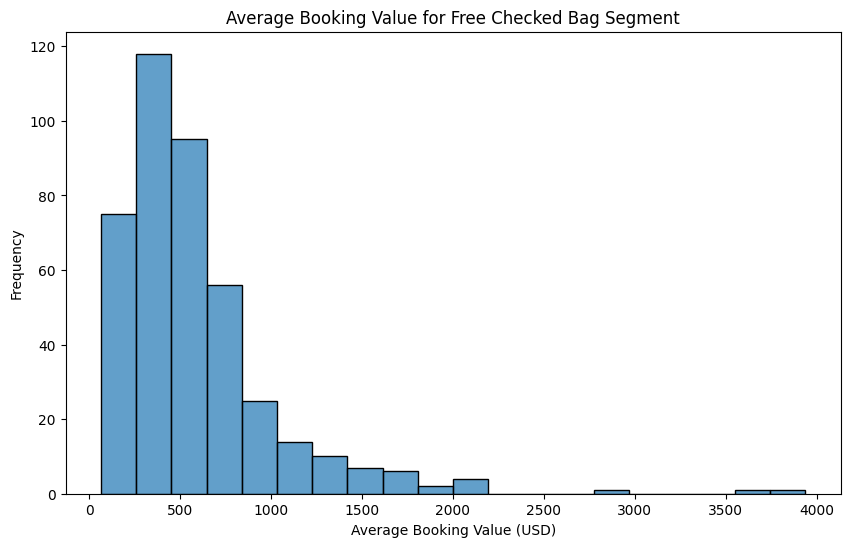 Average Booking Value for Free Checked Bag Segment
120
100
80
60
40
20
0
Frequency
0 500 1000 1500 2000 2500 3000 3500 4000
Average Booking Value (USD)